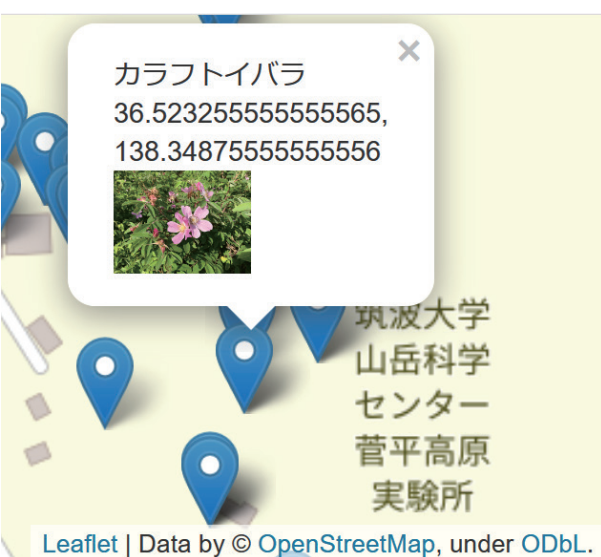 カラフトイバラ
36.523255555555565,
138.34875555555556
×
筑波大学
山岳科学
センター
菅平高原
実験所
Leaflet | Data by © OpenStreetMap, under ODbL.